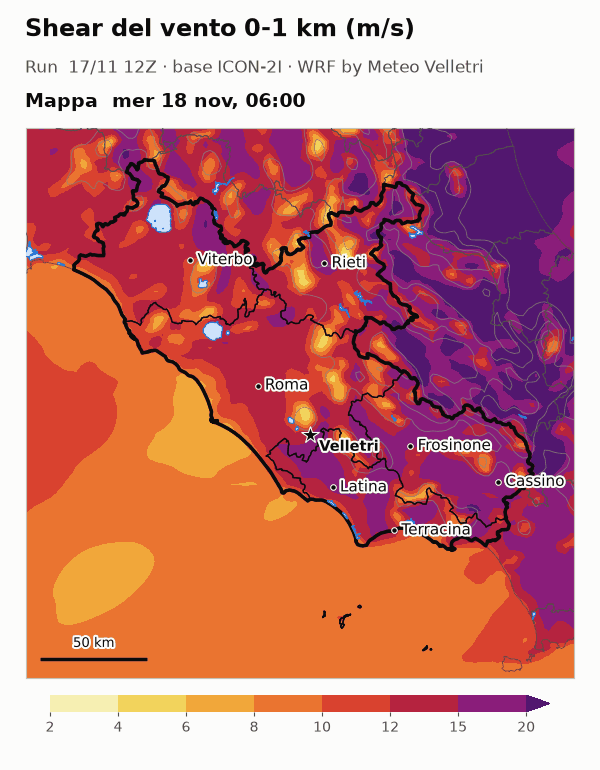 Shear del vento 0-1 km (m/s)
Run  17/11 12Z · base ICON-2I · WRF by Meteo Velletri
Mappa  mer 18 nov, 06:00
Viterbo
Rieti
Roma
Velletri
Frosinone
Latina
Cassino
Terracina
50 km
2 4 6 8 10 12 15 20